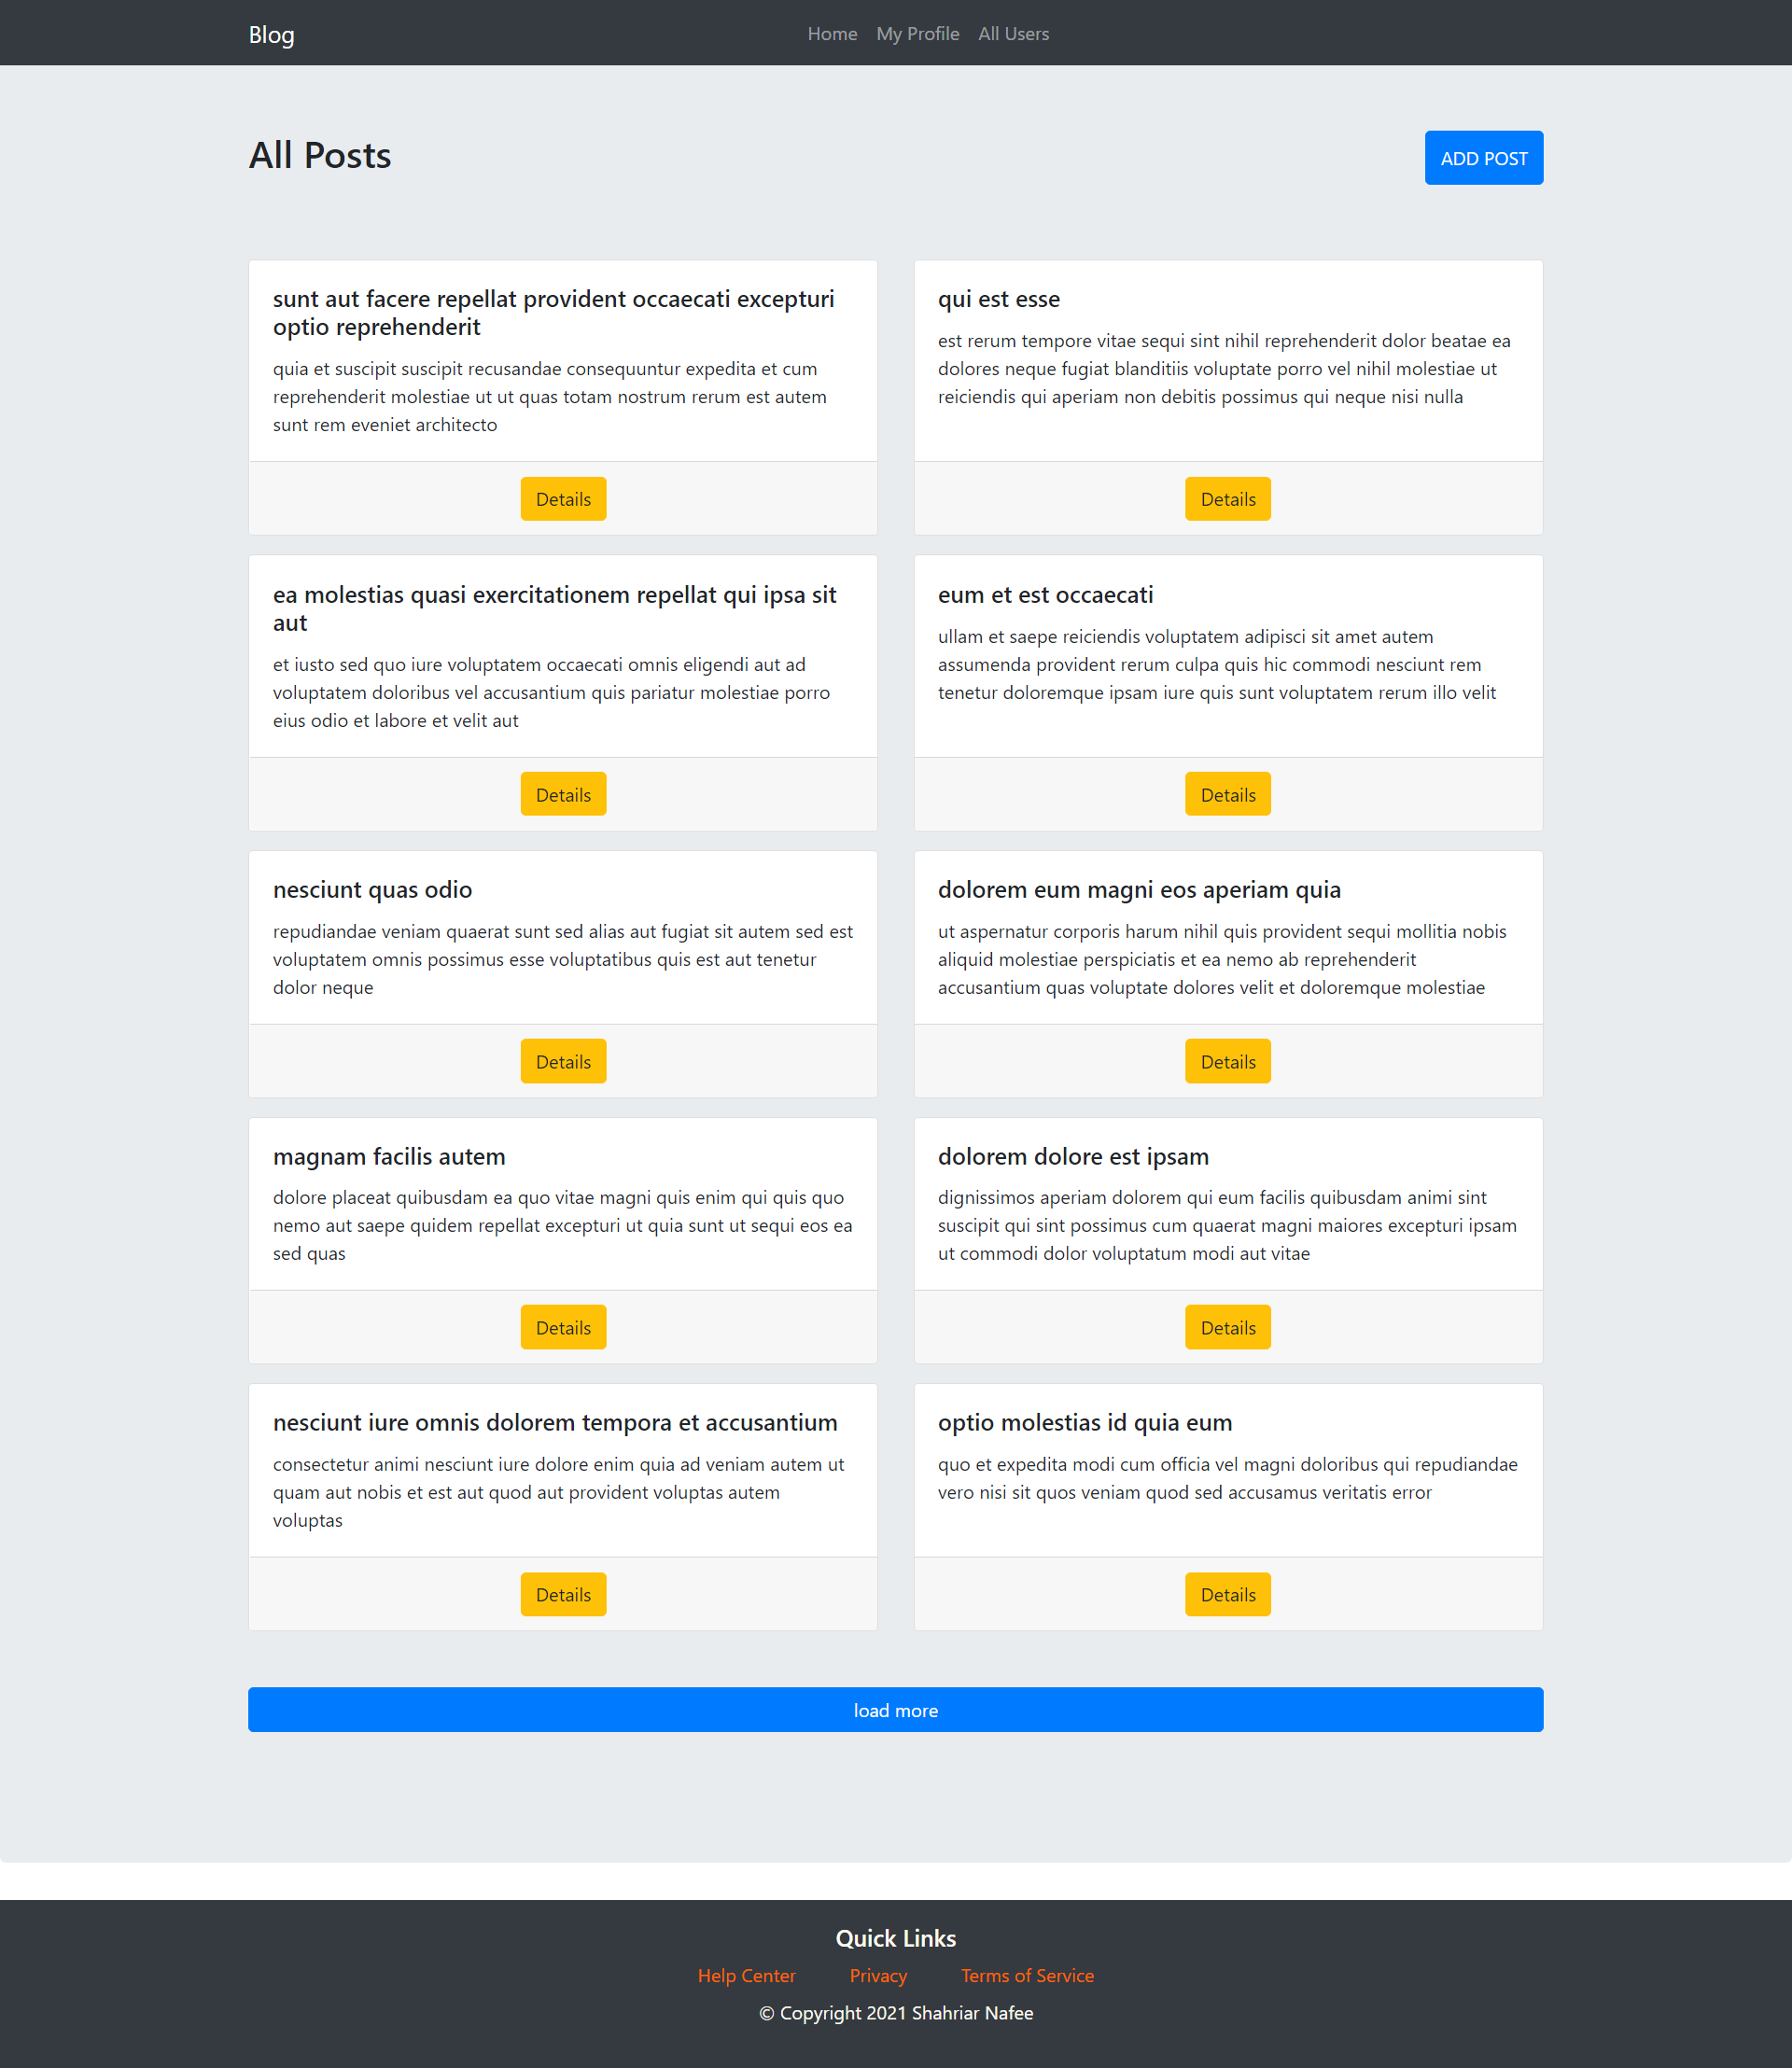 Blog
Home My Profile All Users
All Posts
ADD POST
sunt aut facere repellat provident occaecati excepturi
optio reprehenderit
quia et suscipit suscipit recusandae consequuntur expedita et cum
reprehenderit molestiae ut ut quas totam nostrum rerum est autem
sunt rem eveniet architecto
Details
qui est esse
est rerum tempore vitae sequi sint nihil reprehenderit dolor beatae ea
dolores neque fugiat blanditiis voluptate porro vel nihil molestiae ut
reiciendis qui aperiam non debitis possimus qui neque nisi nulla
Details
ea molestias quasi exercitationem repellat qui ipsa sit
aut
et iusto sed quo iure voluptatem occaecati omnis eligendi aut ad
voluptatem doloribus vel accusantium quis pariatur molestiae porro
eius odio et labore et velit aut
Details
eum et est occaecati
ullam et saepe reiciendis voluptatem adipisci sit amet autem
assumenda provident rerum culpa quis hic commodi nesciunt rem
tenetur doloremque ipsam iure quis sunt voluptatem rerum illo velit
Details
nesciunt quas odio
repudiandae veniam quaerat sunt sed alias aut fugiat sit autem sed est
voluptatem omnis possimus esse voluptatibus quis est aut tenetur
dolor neque
Details
dolorem eum magni eos aperiam quia
ut aspernatur corporis harum nihil quis provident sequi mollitia nobis
aliquid molestiae perspiciatis et ea nemo ab reprehenderit
accusantium quas voluptate dolores velit et doloremque molestiae
Details
magnam facilis autem
dolore placeat quibusdam ea quo vitae magni quis enim qui quis quo
nemo aut saepe quidem repellat excepturi ut quia sunt ut sequi eos ea
sed quas
Details
dolorem dolore est ipsam
dignissimos aperiam dolorem qui eum facilis quibusdam animi sint
suscipit qui sint possimus cum quaerat magni maiores excepturi ipsam
ut commodi dolor voluptatum modi aut vitae
Details
nesciunt iure omnis dolorem tempora et accusantium
consectetur animi nesciunt iure dolore enim quia ad veniam autem ut
quam aut nobis et est aut quod aut provident voluptas autem
voluptas
Details
optio molestias id quia eum
quo et expedita modi cum officia vel magni doloribus qui repudiandae
vero nisi sit quos veniam quod sed accusamus veritatis error
Details
load more
Quick Links
Help Center Privacy Terms of Service
© Copyright 2021 Shahriar Nafee